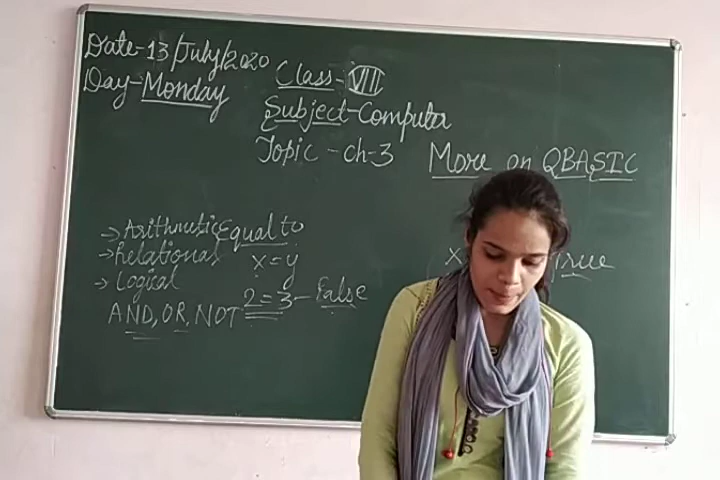 Date-13/July/2020
Day-Monday
Class-VII
Subject-Computer
Topic - ch-3 More on QBASIC
→ Arithmetic
→ Relational
→ Logical
AND, OR, NOT
Equal to
x = y
2 = 3 - False
(x
True